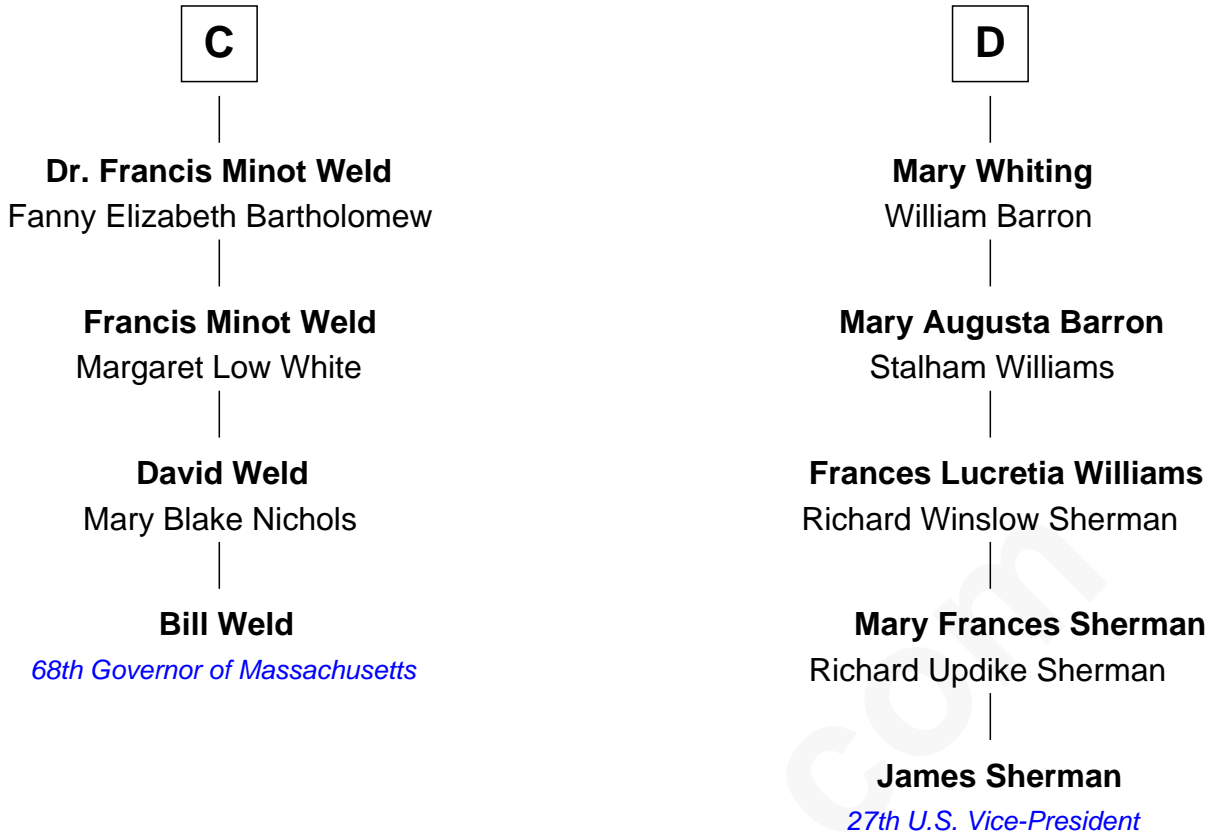 C
Dr. Francis Minot Weld
Fanny Elizabeth Bartholomew
Francis Minot Weld
Margaret Low White
David Weld
Mary Blake Nichols
Bill Weld
68th Governor of Massachusetts
D
Mary Whiting
William Barron
Mary Augusta Barron
Stalham Williams
Frances Lucretia Williams
Richard Winslow Sherman
Mary Frances Sherman
Richard Updike Sherman
James Sherman
27th U.S. Vice-President
com